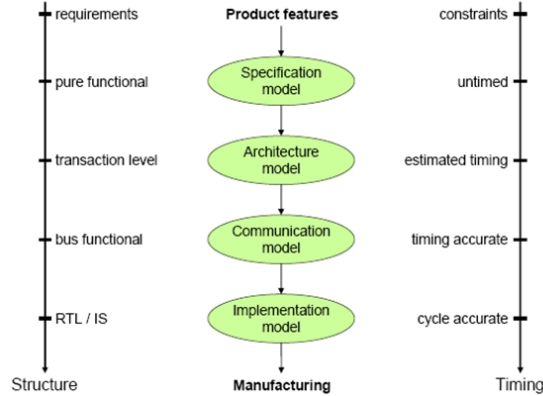 requirements
Product features
constraints
pure functional
Specification
model
untimed
transaction level
Architecture
model
estimated timing
bus functional
Communication
model
timing accurate
RTL / IS
Implementation
model
cycle accurate
Structure
Manufacturing
Timing